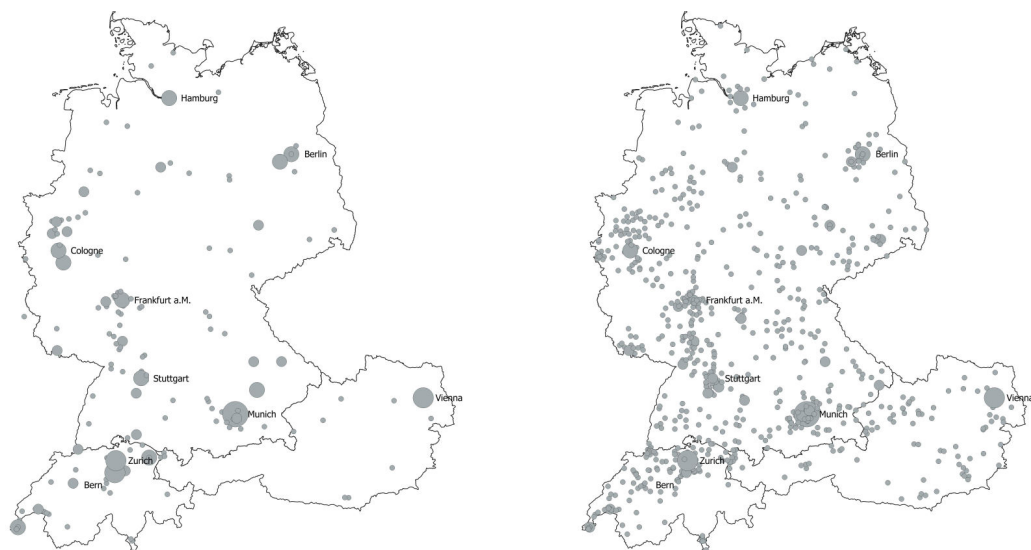 Hamburg
Berlin
Cologne
Frankfurt a.M.
Stuttgart
Munich
Vienna
Zurich
Bern
Hamburg
Berlin
Cologne
Frankfurt a.M.
Stuttgart
Munich
Vienna
Zurich
Bern